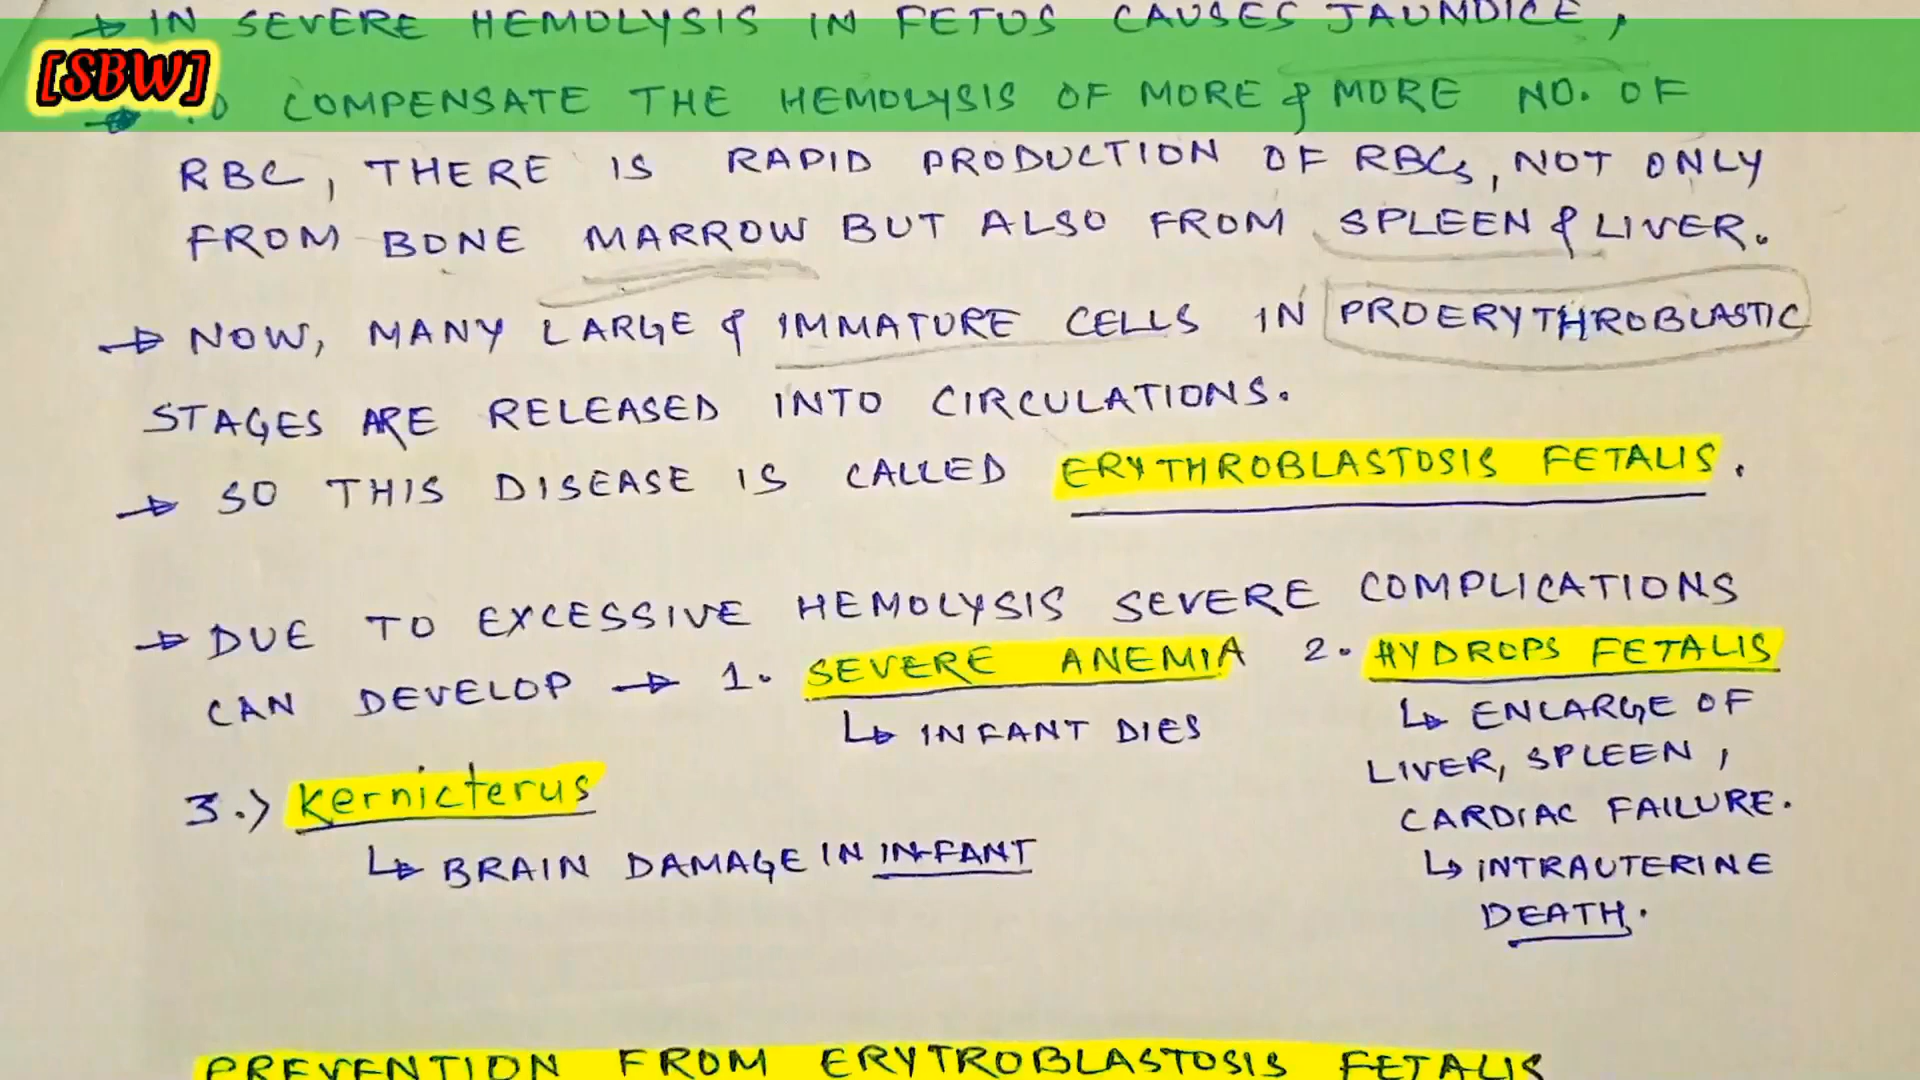 → IN SEVERE HEMOLYSIS IN FETUS CAUSES JAUNDICE,
[SBW]
COMPENSATE THE HEMOLYSIS OF MORE & MORE NO. OF
RBC, THERE IS RAPID PRODUCTION OF RBCs, NOT ONLY
FROM BONE MARROW BUT ALSO FROM SPLEEN & LIVER.
→ NOW, MANY LARGE & IMMATURE CELLS IN PROERYTHROBLASTIC
STAGES ARE RELEASED INTO CIRCULATIONS.
→ SO THIS DISEASE IS CALLED ERYTHROBLASTOSIS FETALIS.
→ DUE TO EXCESSIVE HEMOLYSIS SEVERE COMPLICATIONS
CAN DEVELOP → 1. SEVERE ANEMIA 2. HYDROPS FETALIS
↳ INFANT DIES
↳ ENLARGE OF
LIVER, SPLEEN,
CARDIAC FAILURE.
↳ INTRAUTERINE
DEATH.
3.) Kernicterus
↳ BRAIN DAMAGE IN INFANT
PREVENTION FROM ERYTROBLASTOSIS FETALIS